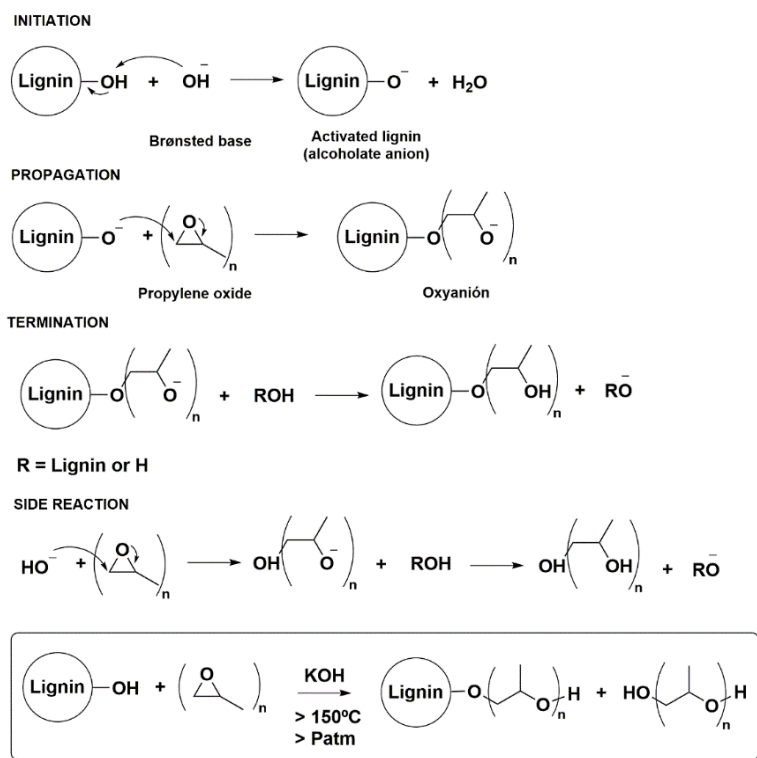 INITIATION
Lignin OH + OH⁻ Lignin O⁻ + H₂O
Brønsted base Activated lignin
(alcoholate anion)
PROPAGATION
Lignin O⁻ + ( O )n Lignin O ( O⁻ )n
Propylene oxide Oxyanión
TERMINATION
Lignin O ( O⁻ )n + ROH Lignin O ( OH )n + RO⁻
R = Lignin or H
SIDE REACTION
HO⁻ + ( O )n OH ( O⁻ )n + ROH OH ( OH )n + RO⁻
Lignin OH + ( O )n KOH Lignin O ( O )n H + HO ( O )n H
> 150ºC
> Patm